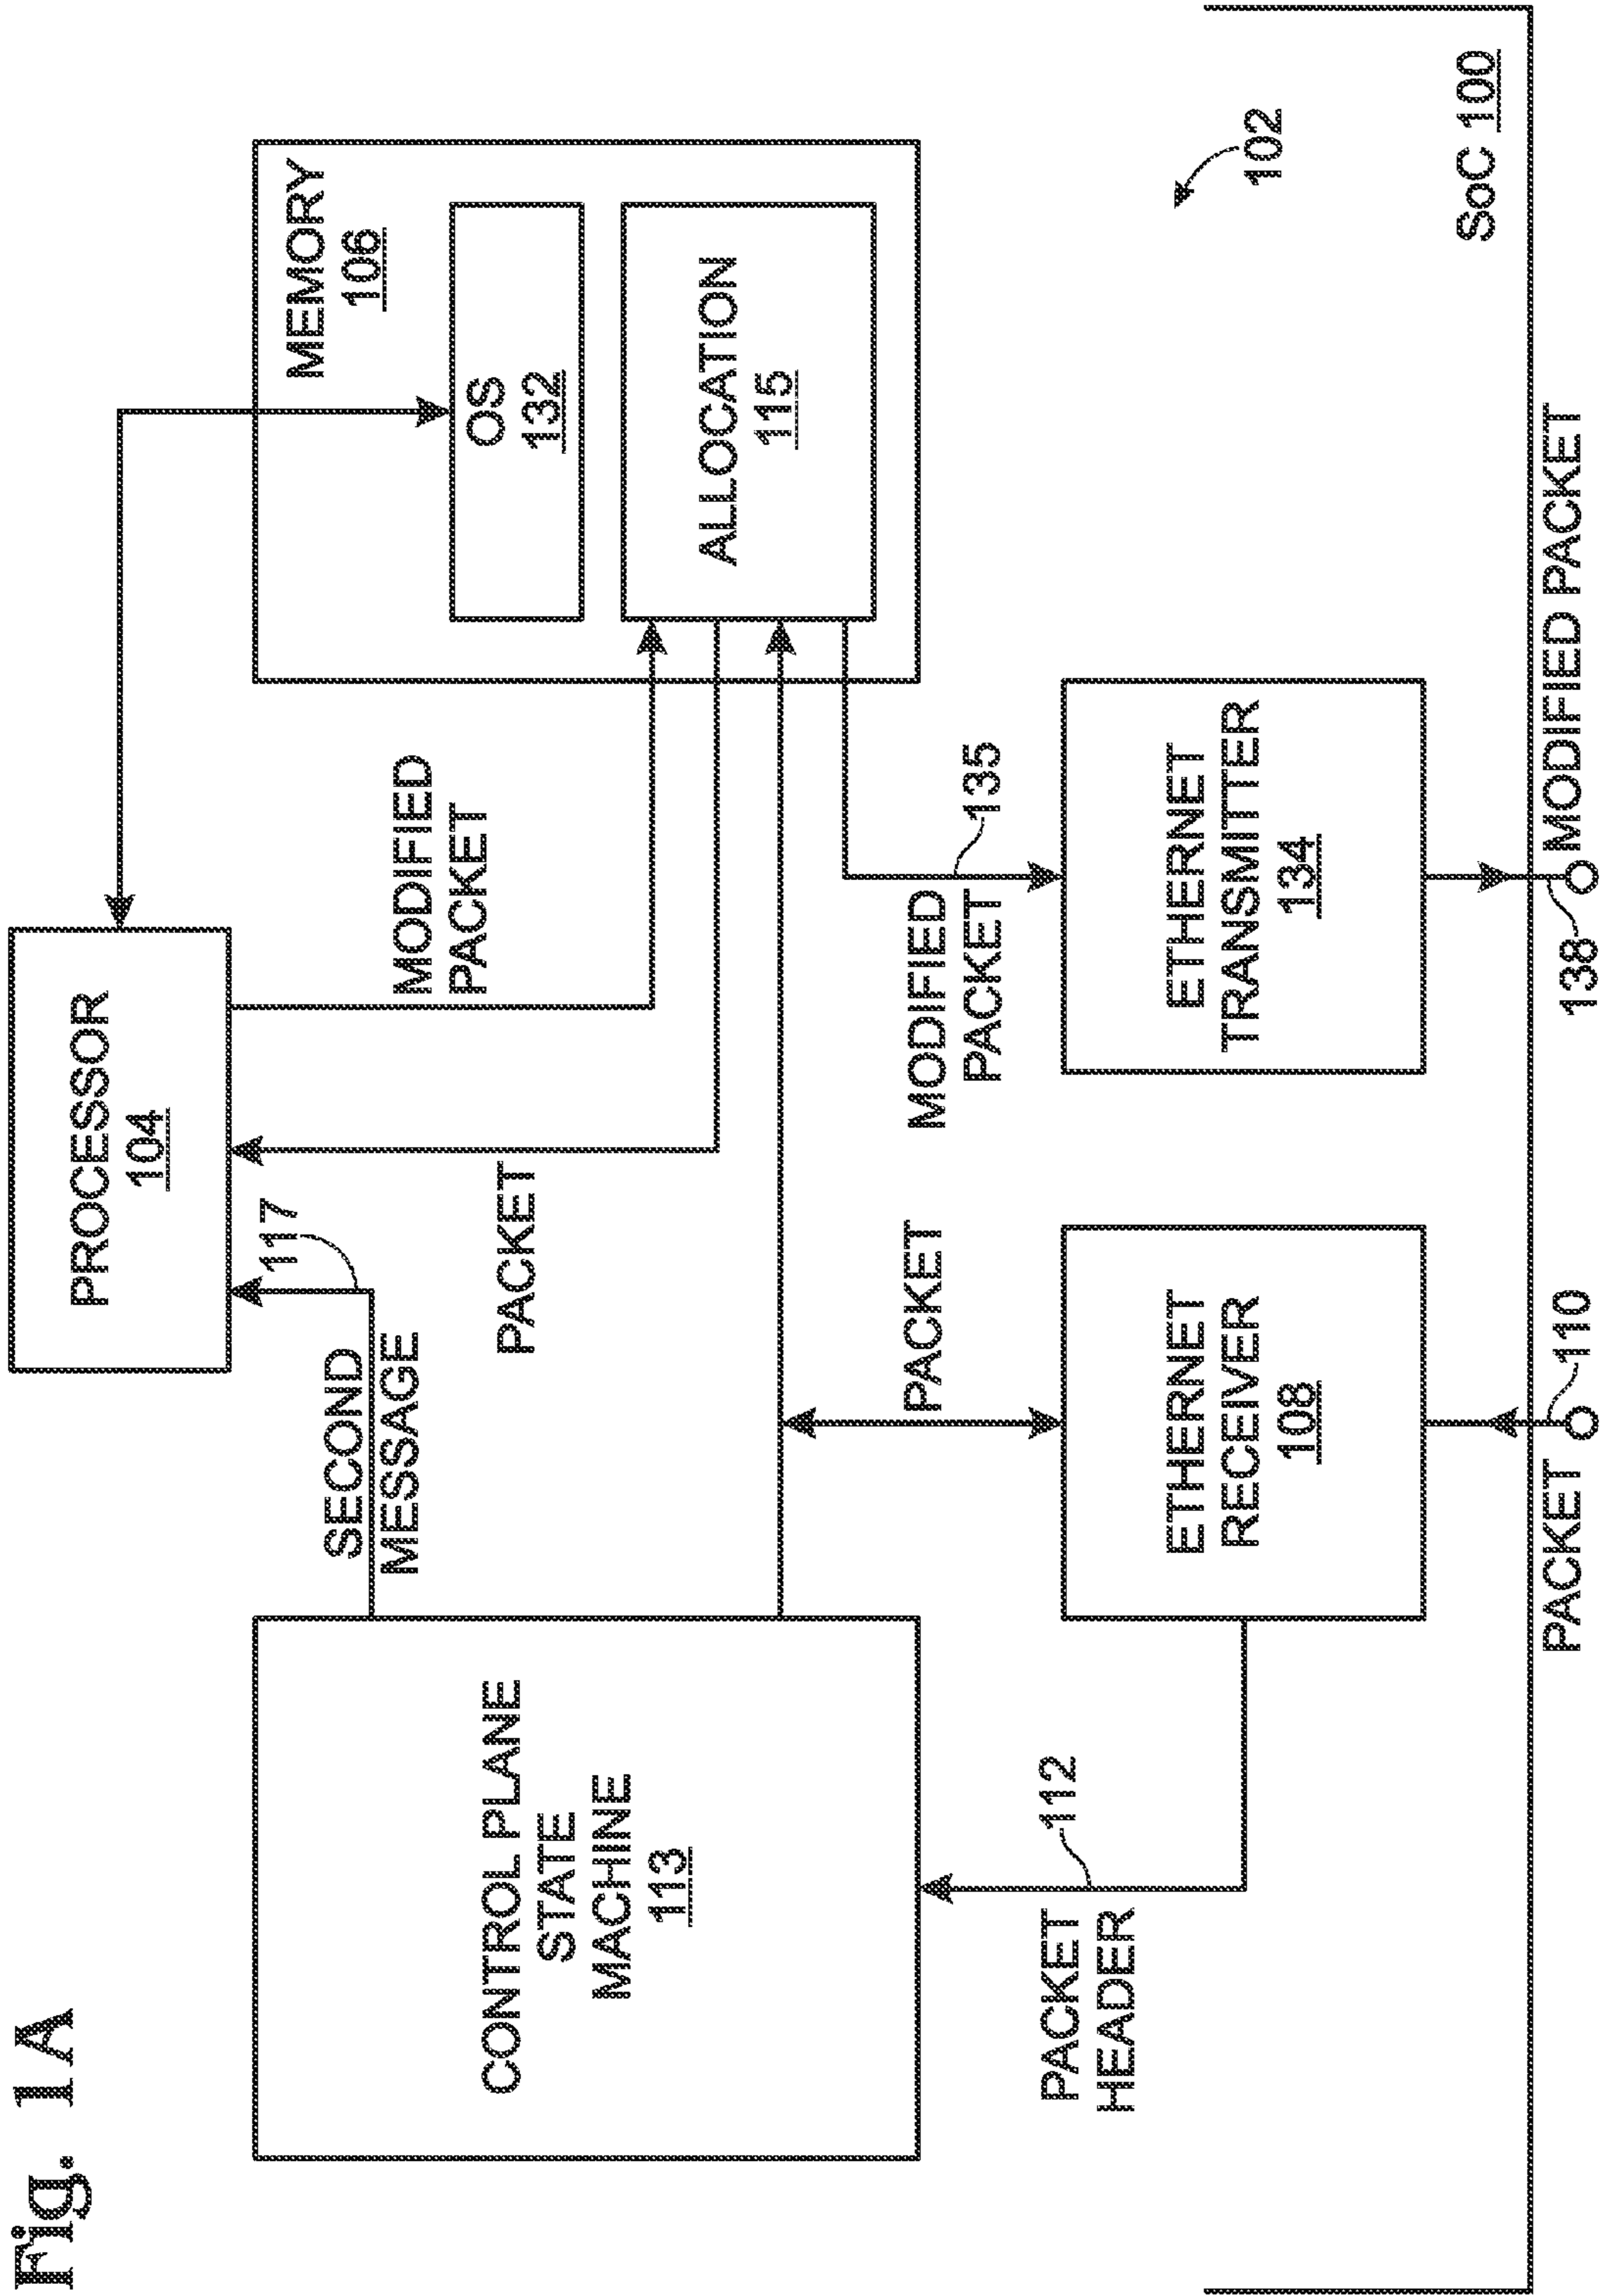 Fig. 1A
PROCESSOR
104
117
SECOND
MESSAGE
MODIFIED
PACKET
PACKET
MEMORY
106
OS
132
ALLOCATION
115
CONTROL PLANE
STATE
MACHINE
113
PACKET
HEADER
112
PACKET
MODIFIED
PACKET
135
ETHERNET
RECEIVER
108
ETHERNET
TRANSMITTER
134
102
SoC 100
PACKET
110
138
MODIFIED PACKET